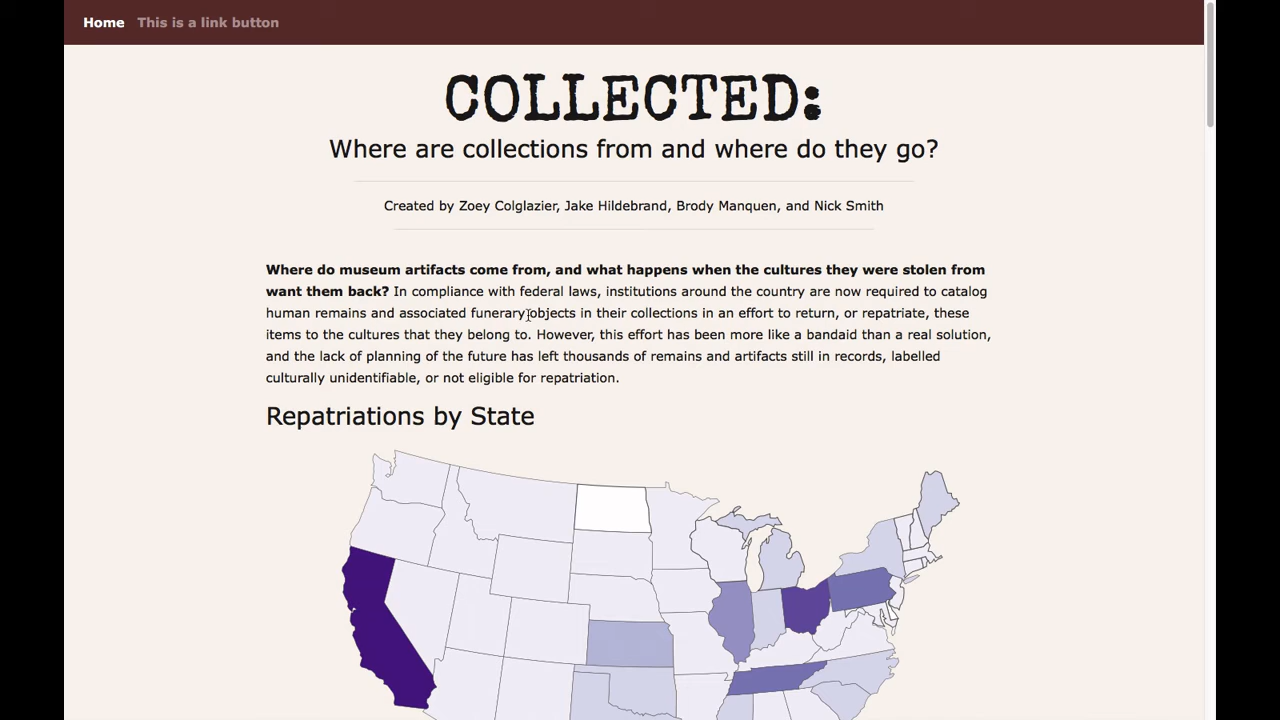 Home This is a link button
COLLECTED:
Where are collections from and where do they go?
Created by Zoey Colglazier, Jake Hildebrand, Brody Manquen, and Nick Smith
Where do museum artifacts come from, and what happens when the cultures they were stolen from
want them back? In compliance with federal laws, institutions around the country are now required to catalog
human remains and associated funerary objects in their collections in an effort to return, or repatriate, these
items to the cultures that they belong to. However, this effort has been more like a bandaid than a real solution,
and the lack of planning of the future has left thousands of remains and artifacts still in records, labelled
culturally unidentifiable, or not eligible for repatriation.
Repatriations by State